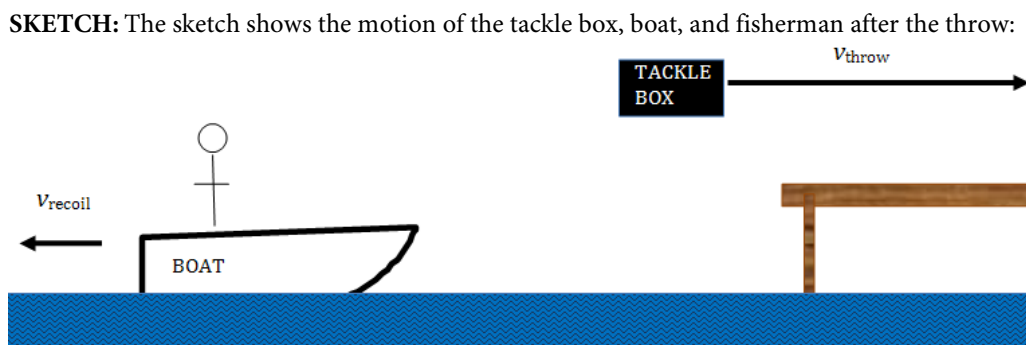 SKETCH: The sketch shows the motion of the tackle box, boat, and fisherman after the throw:
vthrow
TACKLE
BOX
vrecoil
BOAT